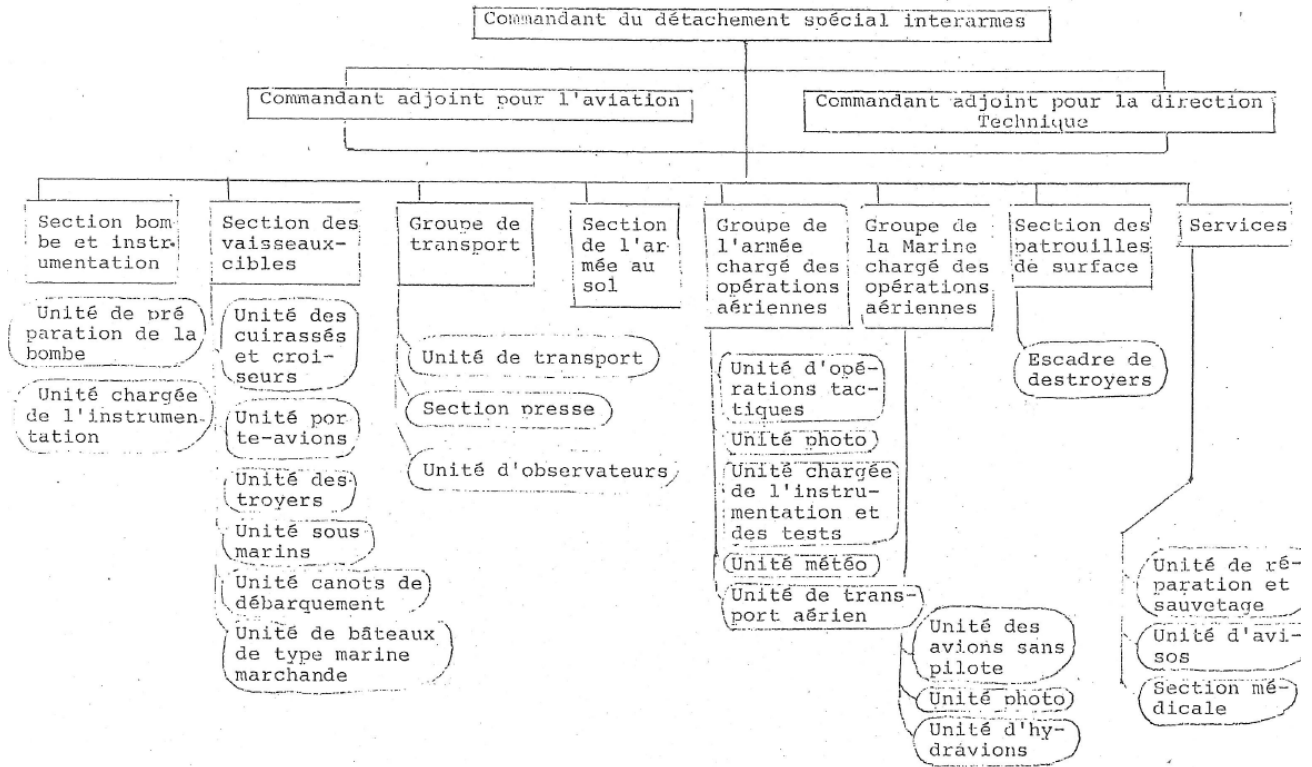 Commandant du détachement spécial interarmes
Commandant adjoint pour l'aviation
Commandant adjoint pour la direction
Technique
Section bom
be et instr-
umentation
Unité de pré
paration de la
bombe
Unité chargée
de l'instrumen-
tation
Section des
vaisseaux-
cibles
Unité des
cuirassés
et croi-
seurs
Unité por
te-avions
Unité des-
troyers
Unité sous
marins
Unité canots de
débarquement
Unité de bâteaux
de type marine
marchande
Groupe de
transport
Unité de transport
Section presse
Unité d'observateurs
Section
de l'ar
mée au
sol
Groupe de
l'armée
chargé des
opérations
aériennes
Unité d'opé-
rations tac-
tiques
Unité photo
Unité chargée
de l'instru-
mentation et
des tests
Unité météo
Unité de trans-
port aérien
Groupe de
la Marine
chargé des
opérations
aériennes
Unité des
avions sans
pilote
Unité photo
Unité d'hy-
dravions
Section des
patrouilles
de surface
Escadre de
destroyers
Services
Unité de ré-
paration et
sauvetage
Unité d'avi-
sos
Section mé-
dicale